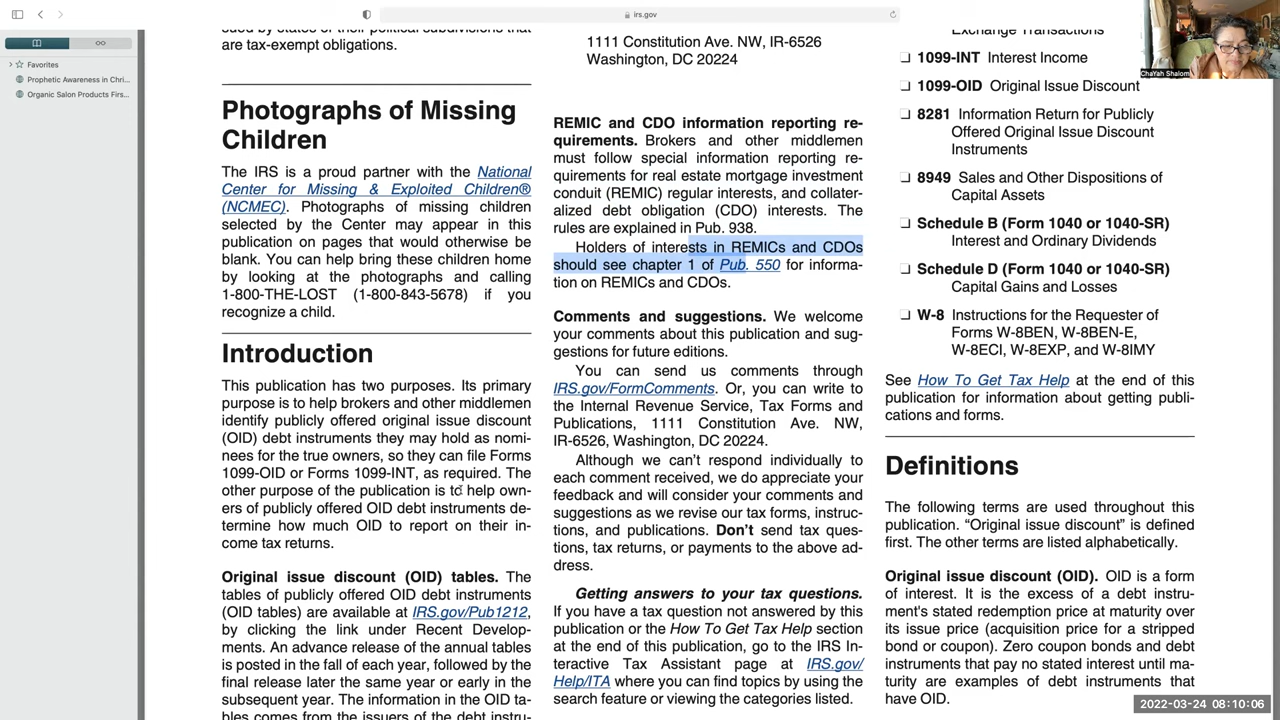 irs.gov
Favorites
Prophetic Awareness in Chri...
Organic Salon Products Firs...
sued by states or their political subdivisions that
are tax-exempt obligations.
Photographs of Missing
Children
The IRS is a proud partner with the National
Center for Missing & Exploited Children®
(NCMEC). Photographs of missing children
selected by the Center may appear in this
publication on pages that would otherwise be
blank. You can help bring these children home
by looking at the photographs and calling
1-800-THE-LOST (1-800-843-5678) if you
recognize a child.
Introduction
This publication has two purposes. Its primary
purpose is to help brokers and other middlemen
identify publicly offered original issue discount
(OID) debt instruments they may hold as nomi-
nees for the true owners, so they can file Forms
1099-OID or Forms 1099-INT, as required. The
other purpose of the publication is to help own-
ers of publicly offered OID debt instruments de-
termine how much OID to report on their in-
come tax returns.
Original issue discount (OID) tables. The
tables of publicly offered OID debt instruments
(OID tables) are available at IRS.gov/Pub1212,
by clicking the link under Recent Develop-
ments. An advance release of the annual tables
is posted in the fall of each year, followed by the
final release later the same year or early in the
subsequent year. The information in the OID ta-
bles comes from the issuers of the debt instru-
1111 Constitution Ave. NW, IR-6526
Washington, DC 20224
REMIC and CDO information reporting re-
quirements. Brokers and other middlemen
must follow special information reporting re-
quirements for real estate mortgage investment
conduit (REMIC) regular interests, and collater-
alized debt obligation (CDO) interests. The
rules are explained in Pub. 938.
Holders of interests in REMICs and CDOs
should see chapter 1 of Pub. 550 for informa-
tion on REMICs and CDOs.
Comments and suggestions. We welcome
your comments about this publication and sug-
gestions for future editions.
You can send us comments through
IRS.gov/FormComments. Or, you can write to
the Internal Revenue Service, Tax Forms and
Publications, 1111 Constitution Ave. NW,
IR-6526, Washington, DC 20224.
Although we can't respond individually to
each comment received, we do appreciate your
feedback and will consider your comments and
suggestions as we revise our tax forms, instruc-
tions, and publications. Don't send tax ques-
tions, tax returns, or payments to the above ad-
dress.
Getting answers to your tax questions.
If you have a tax question not answered by this
publication or the How To Get Tax Help section
at the end of this publication, go to the IRS In-
teractive Tax Assistant page at IRS.gov/
Help/ITA where you can find topics by using the
search feature or viewing the categories listed.
Exchange Transactions
1099-INT Interest Income
1099-OID Original Issue Discount
8281 Information Return for Publicly
Offered Original Issue Discount
Instruments
8949 Sales and Other Dispositions of
Capital Assets
Schedule B (Form 1040 or 1040-SR)
Interest and Ordinary Dividends
Schedule D (Form 1040 or 1040-SR)
Capital Gains and Losses
W-8 Instructions for the Requester of
Forms W-8BEN, W-8BEN-E,
W-8ECI, W-8EXP, and W-8IMY
See How To Get Tax Help at the end of this
publication for information about getting publi-
cations and forms.
Definitions
The following terms are used throughout this
publication. “Original issue discount” is defined
first. The other terms are listed alphabetically.
Original issue discount (OID). OID is a form
of interest. It is the excess of a debt instru-
ment's stated redemption price at maturity over
its issue price (acquisition price for a stripped
bond or coupon). Zero coupon bonds and debt
instruments that pay no stated interest until ma-
turity are examples of debt instruments that
have OID.
ChaYah Shalom
2022-03-24 08:10:06